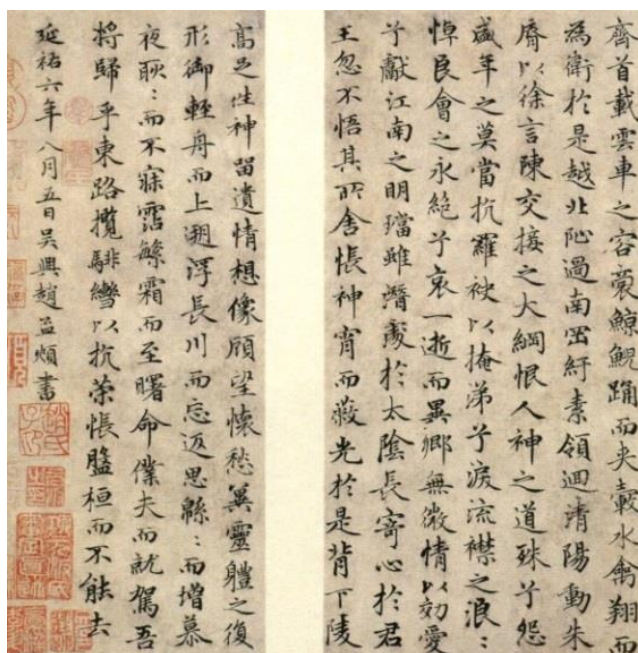 齊首載雲車之容裔鯨鯢踊而夾轂水禽翔而
為衛於是越北沚過南岡紆素領迴清陽動朱
脣以徐言陳交接之大綱恨人神之道殊兮怨
盛年之莫當抗羅袂以掩涕兮淚流襟之浪:
悼良會之永絕兮哀一逝而異鄉無微情以効愛
兮獻江南之明璫雖潛處於太陰長寄心於君
王忽不悟其所舍悵神宵而蔽光於是背下陵
高足往神留遺情想像顧望懷愁冀靈體之復
形御輕舟而上遡浮長川而忘返思緜:而增慕
夜耿:而不寐霑繁霜而至曙命僕夫而就駕吾
將歸乎東路攬騑轡以抗策悵盤桓而不能去
延祐六年八月五日吳興趙孟頫書
趙氏子昂